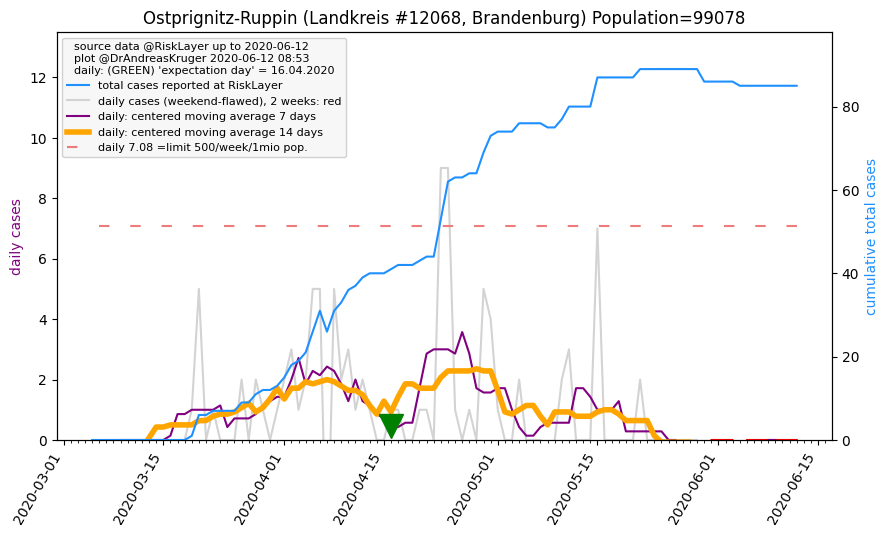 Ostprignitz-Ruppin (Landkreis #12068, Brandenburg) Population=99078
source data @RiskLayer up to 2020-06-12
plot @DrAndreasKruger 2020-06-12 08:53
daily: (GREEN) 'expectation day' = 16.04.2020
total cases reported at RiskLayer
daily cases (weekend-flawed), 2 weeks: red
daily: centered moving average 7 days
daily: centered moving average 14 days
daily 7.08 =limit 500/week/1mio pop.
daily cases
12
10
8
6
4
2
0
80
60
40
20
0
cumulative total cases
2020-03-01
2020-03-15
2020-04-01
2020-04-15
2020-05-01
2020-05-15
2020-06-01
2020-06-15